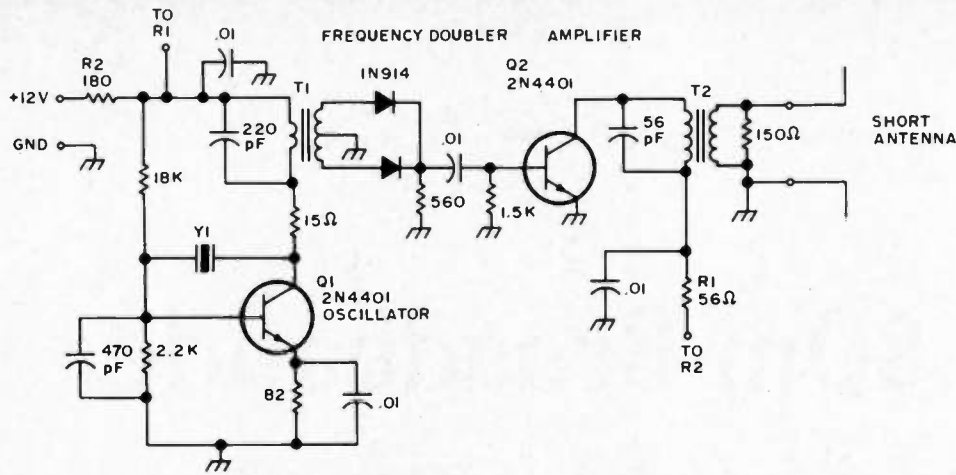 TO
R1
.01
FREQUENCY DOUBLER
AMPLIFIER
R2
180
+12V
GND
T1
1N914
Q2
2N4401
T2
220
pF
18K
.01
56
pF
150Ω
SHORT
ANTENNA
15Ω
560
1.5K
Y1
Q1
2N4401
OSCILLATOR
.01
R1
56Ω
TO
R2
470
pF
2.2K
82
.01